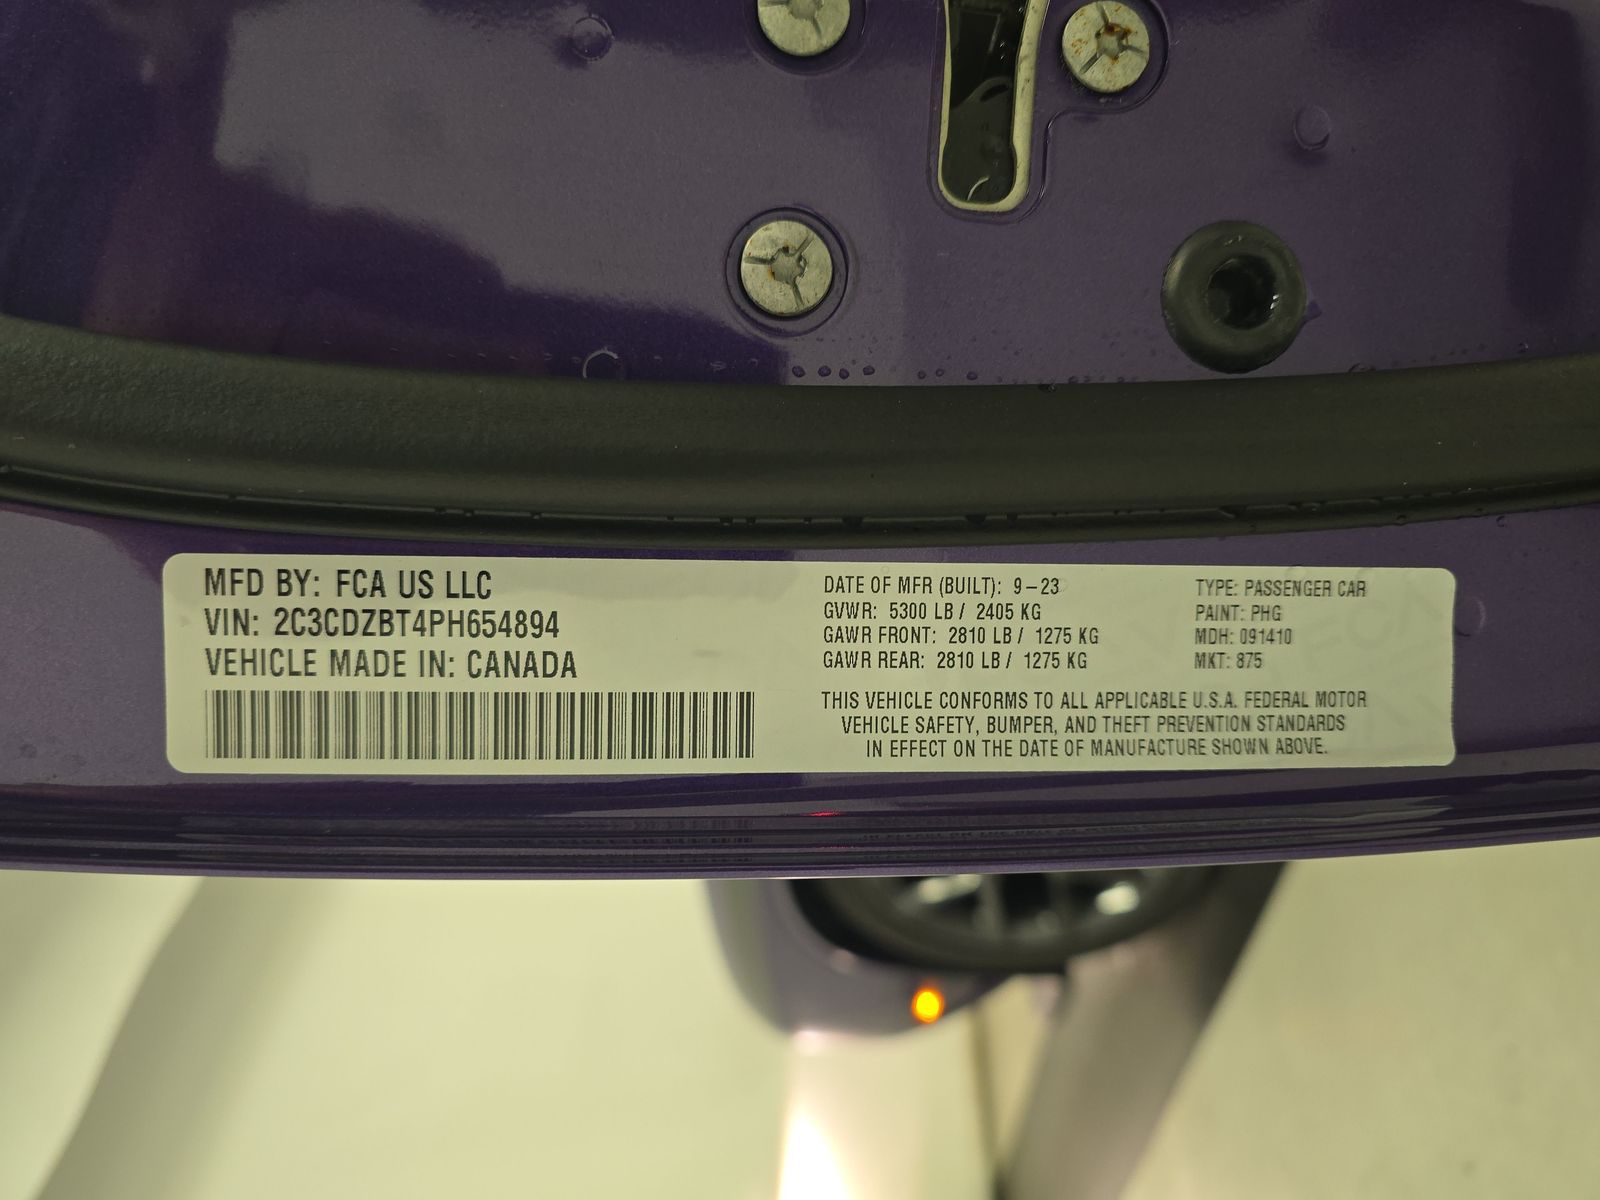 MFD BY: FCA US LLC
VIN: 2C3CDZBT4PH654894
VEHICLE MADE IN: CANADA
DATE OF MFR (BUILT): 9-23
GVWR: 5300 LB / 2405 KG
GAWR FRONT: 2810 LB / 1275 KG
GAWR REAR: 2810 LB / 1275 KG
TYPE: PASSENGER CAR
PAINT: PHG
MDH: 091410
MKT: 875
THIS VEHICLE CONFORMS TO ALL APPLICABLE U.S.A. FEDERAL MOTOR
VEHICLE SAFETY, BUMPER, AND THEFT PREVENTION STANDARDS
IN EFFECT ON THE DATE OF MANUFACTURE SHOWN ABOVE.